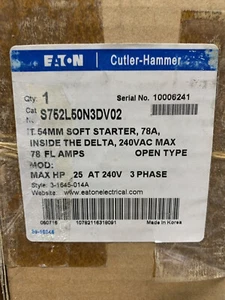 EATON Cutler-Hammer
Qty: 1 Serial No. 10006241
Cat S752L50N3DV02
IT.54MM SOFT STARTER, 78A,
INSIDE THE DELTA, 240VAC MAX
78 FL AMPS OPEN TYPE
MOD:
MAX HP 25 AT 240V 3 PHASE
Style: 3-1645-014A
Website: www.eatonelectrical.com
Made in Korea